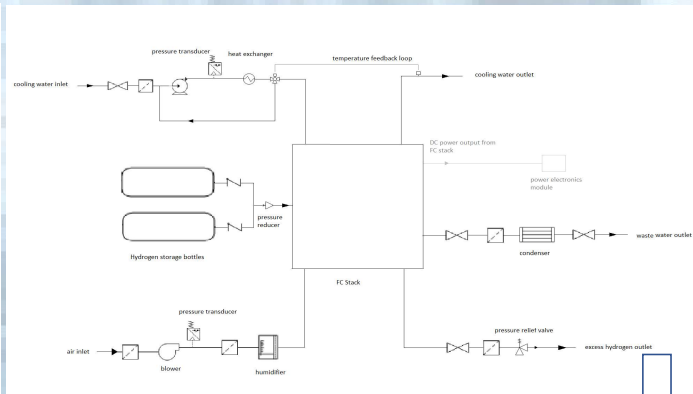 pressure transducer
heat exchanger
temperature feedback loop
cooling water inlet
cooling water outlet
DC power output from
FC stack
power electronics
module
pressure
reducer
Hydrogen storage bottles
waste water outlet
condenser
FC Stack
pressure transducer
pressure relief valve
air inlet
excess hydrogen outlet
blower
humidifier